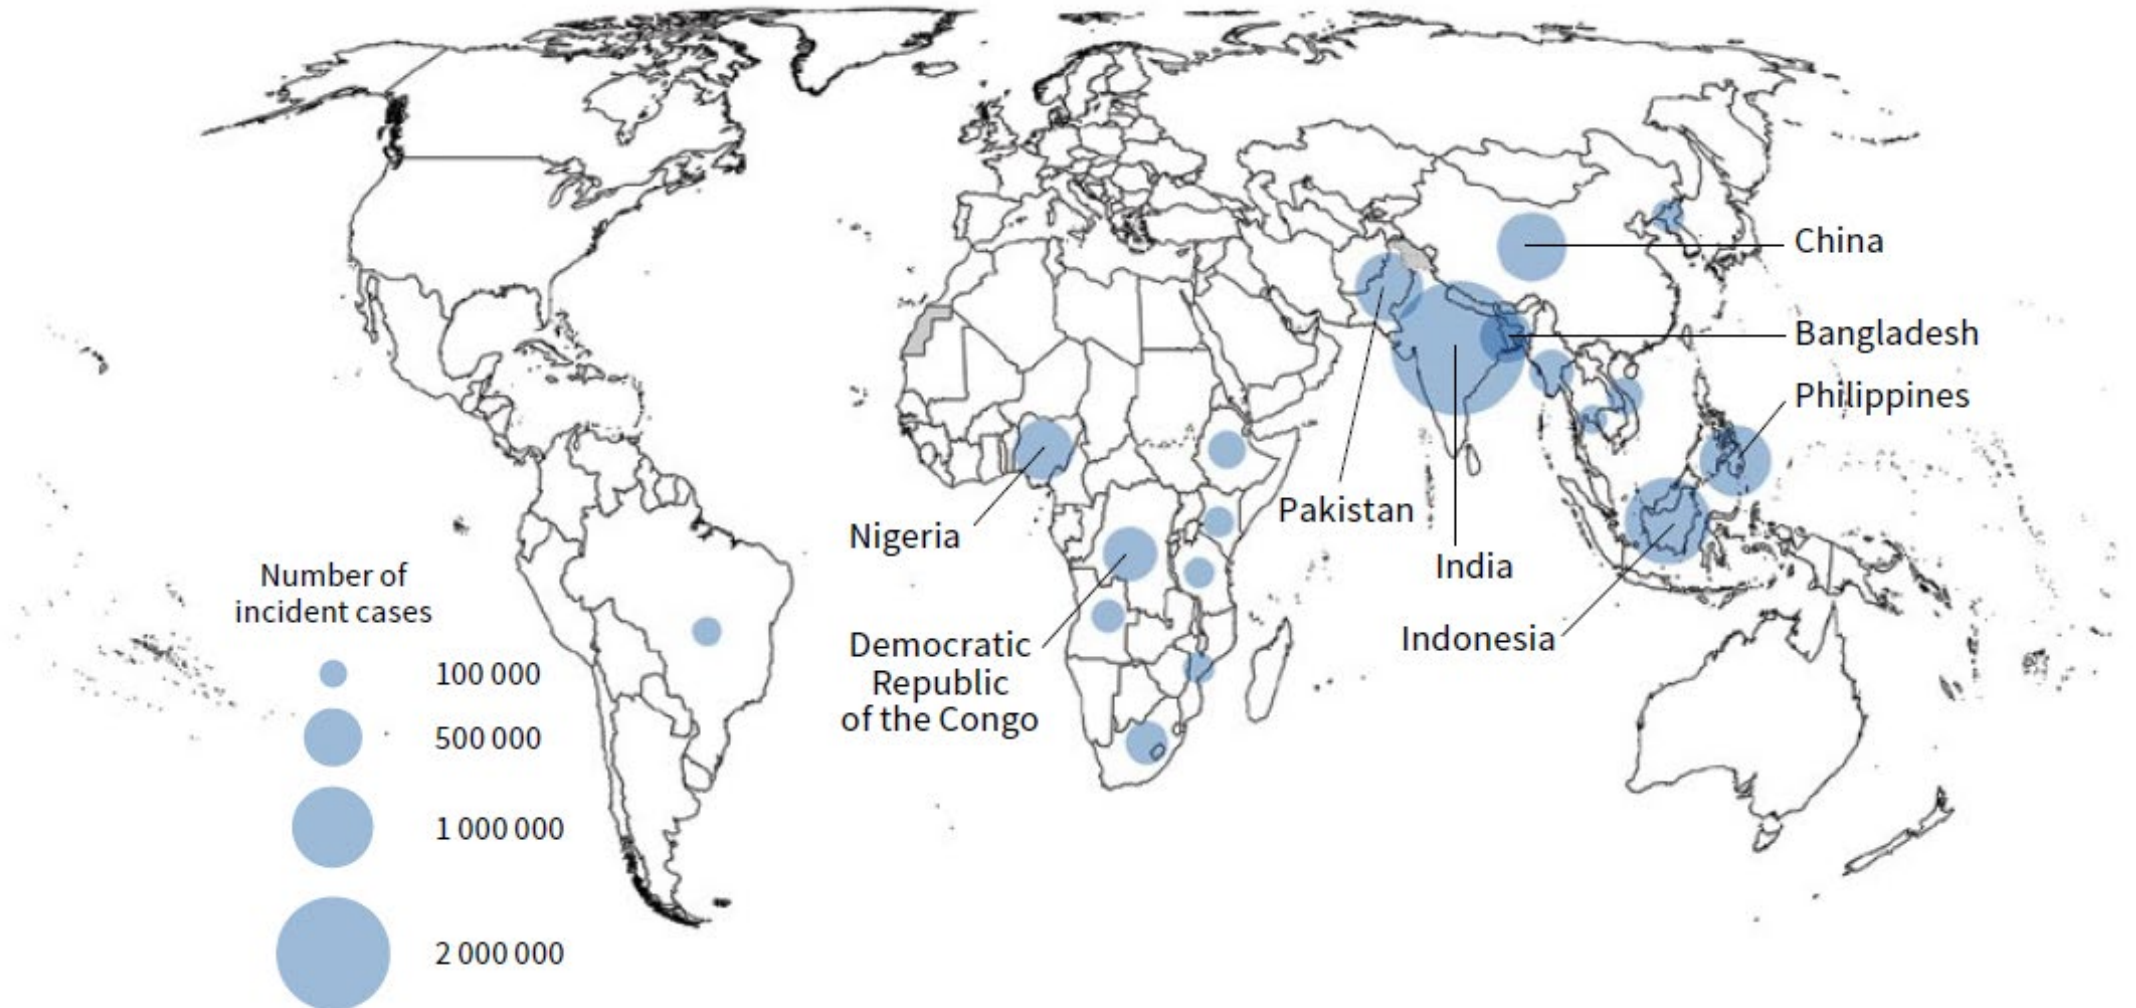 China
Bangladesh
Philippines
Pakistan
Nigeria
India
Indonesia
Democratic
Republic
of the Congo
Number of
incident cases
100 000
500 000
1 000 000
2 000 000